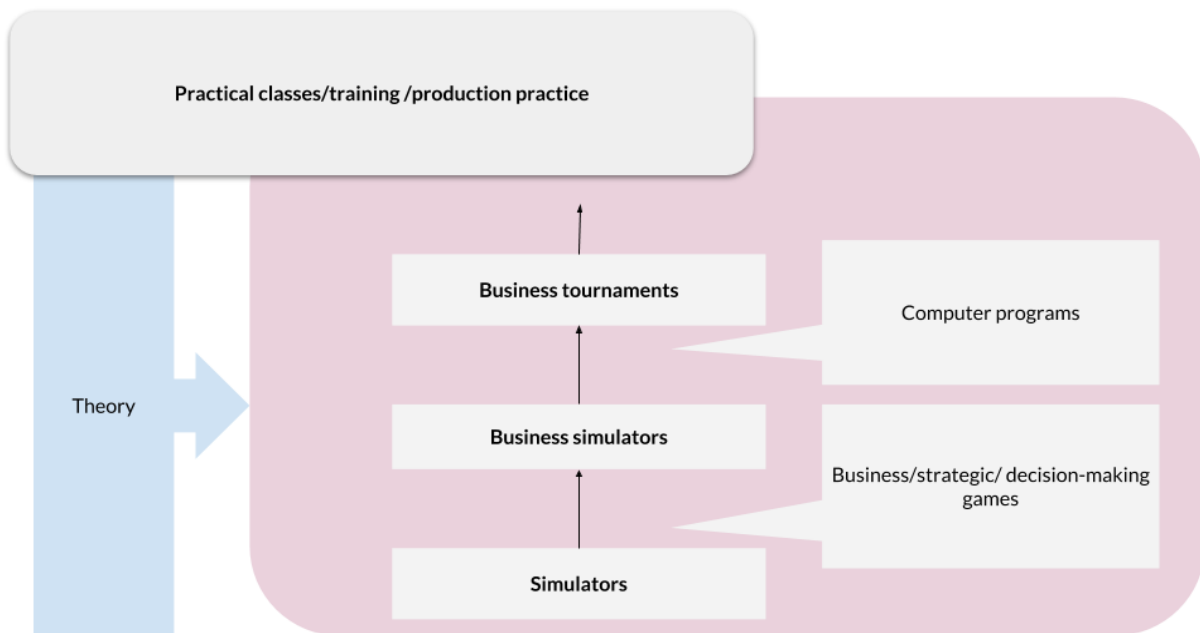 Practical classes/training /production practice
Business tournaments
Computer programs
Theory
Business simulators
Business/strategic/ decision-making
games
Simulators